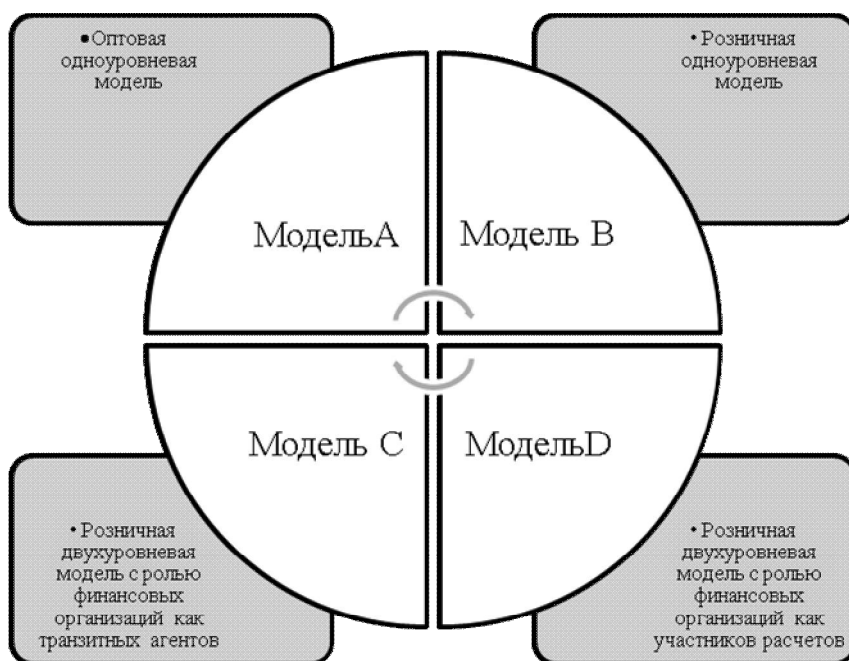 • Оптовая
одноуровневая
модель
• Розничная
одноуровневая
модель
МодельA
Модель B
Модель C
МодельD
• Розничная
двухуровневая
модель с ролью
финансовых
организаций как
транзитных агентов
• Розничная
двухуровневая
модель с ролью
финансовых
организаций как
участников расчетов